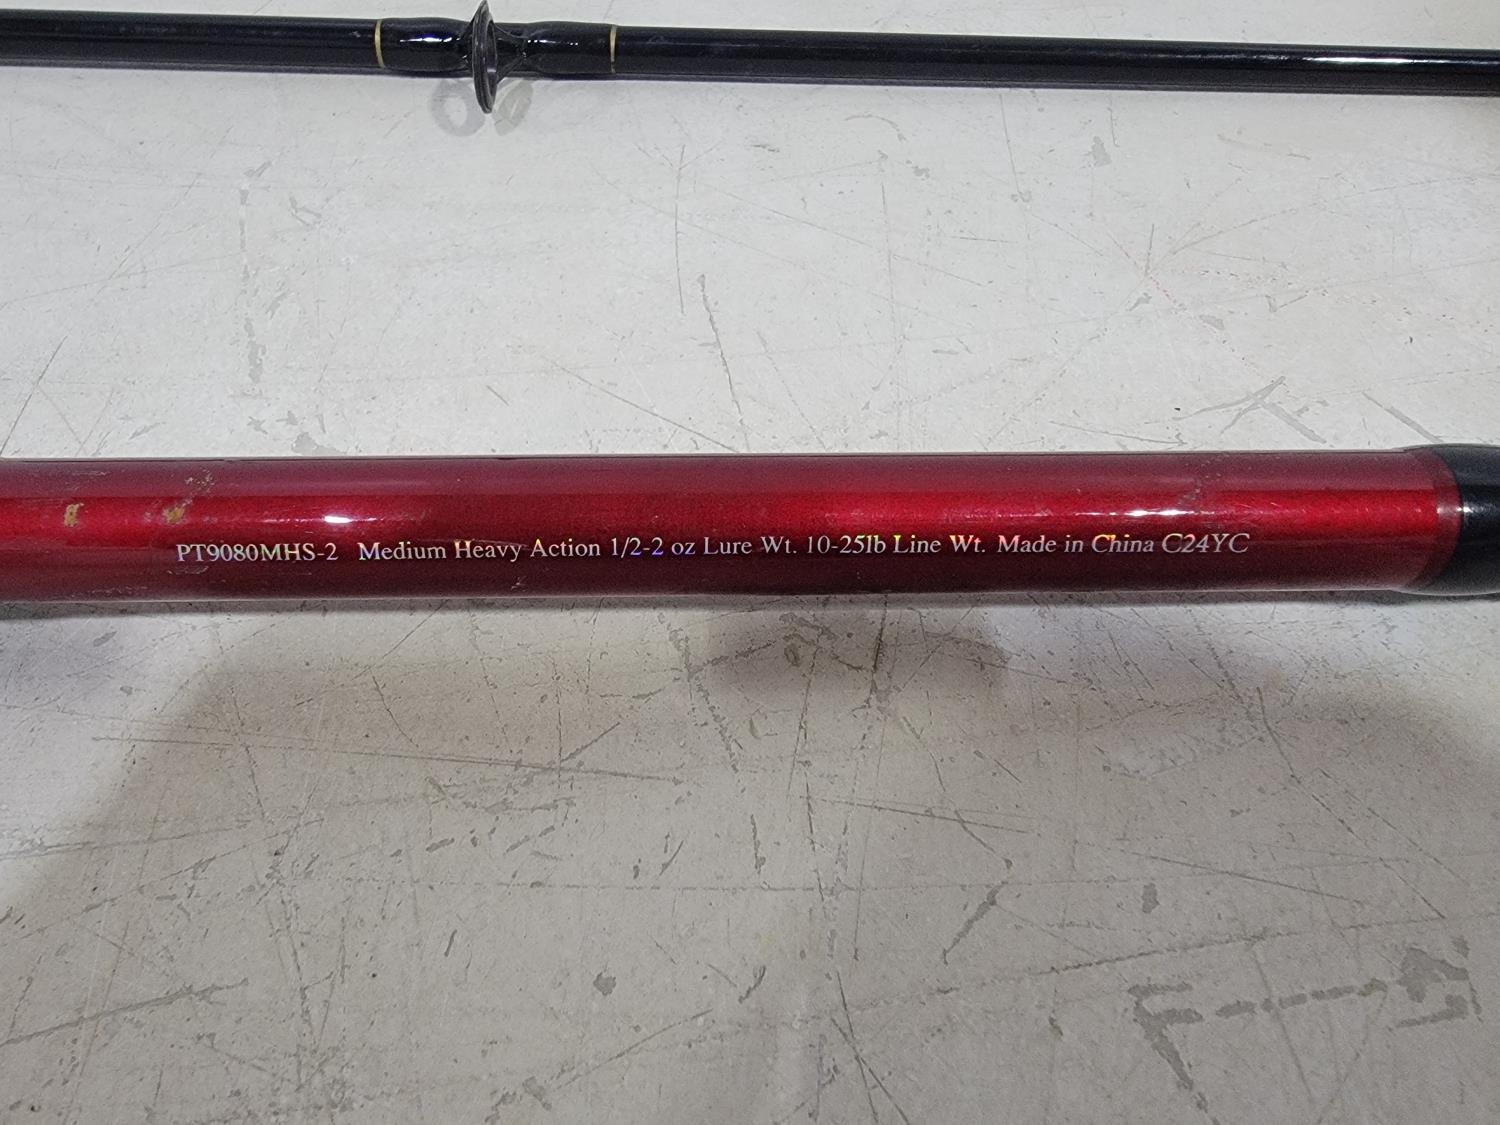 PT9080MHS-2 Medium Heavy Action 1/2-2 oz Lure Wt. 10-25lb Line Wt. Made in China C24YC